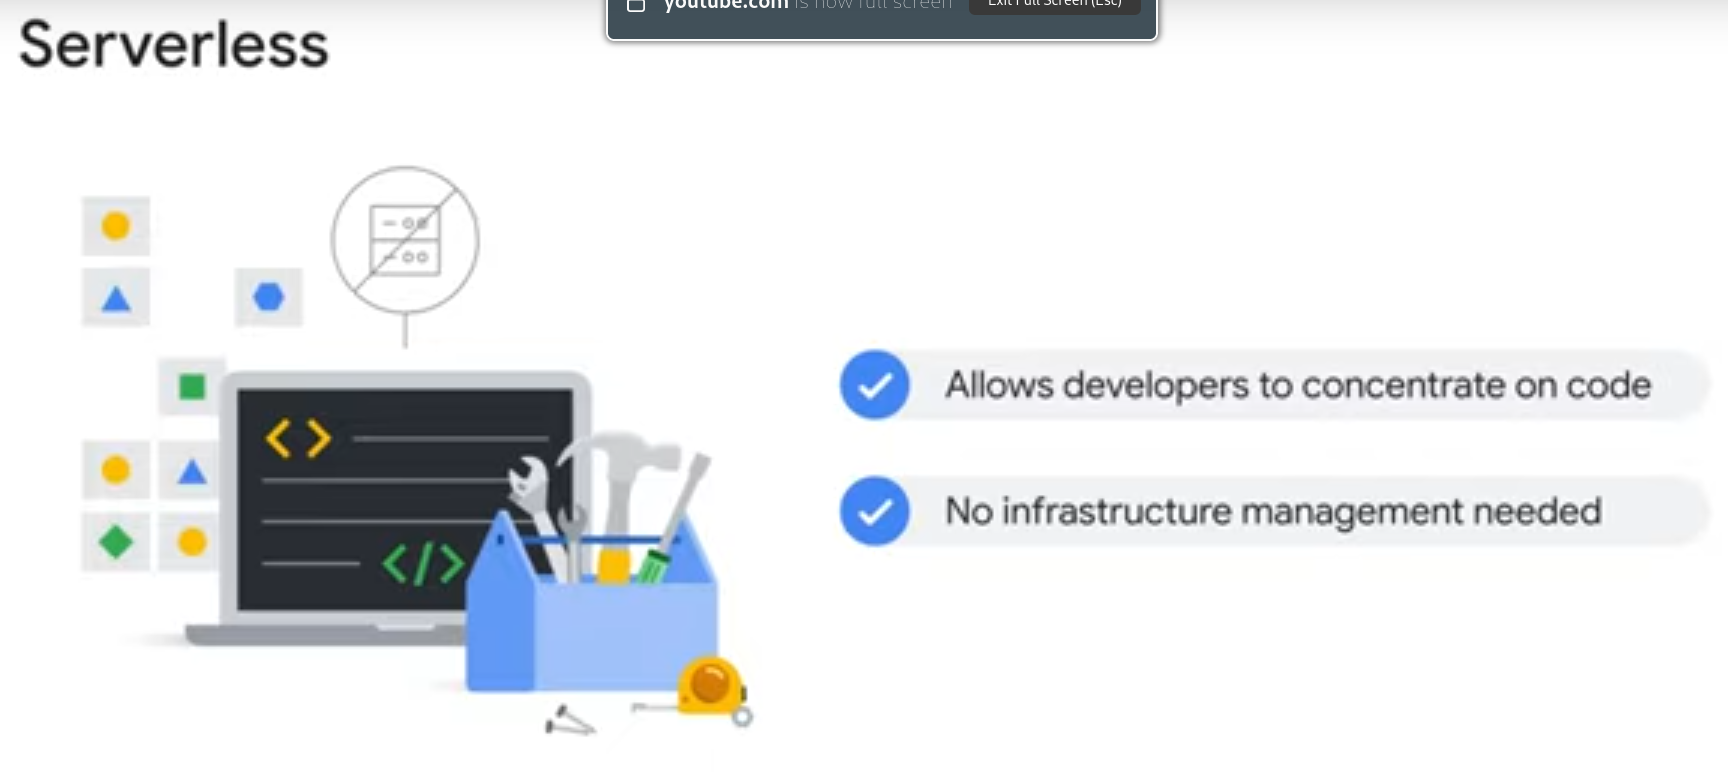 youtube.com is now full screen Exit Full Screen (Esc)
Serverless
< >
</>
Allows developers to concentrate on code
No infrastructure management needed